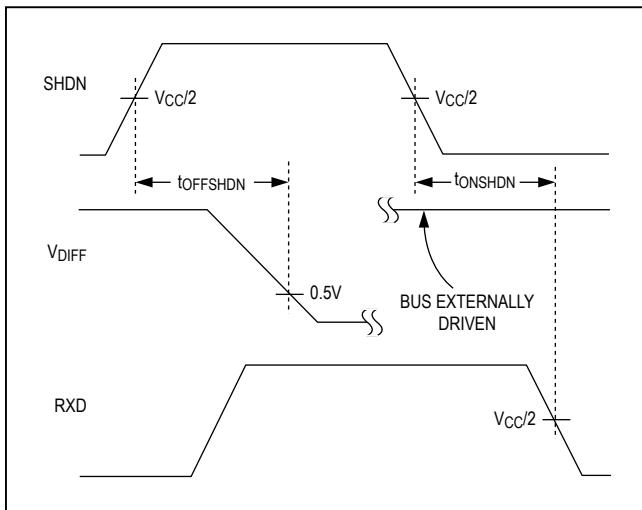 SHDN
VCC/2
VCC/2
tOFFSHDN
tONSHDN
VDIFF
0.5V
BUS EXTERNALLY
DRIVEN
RXD
VCC/2